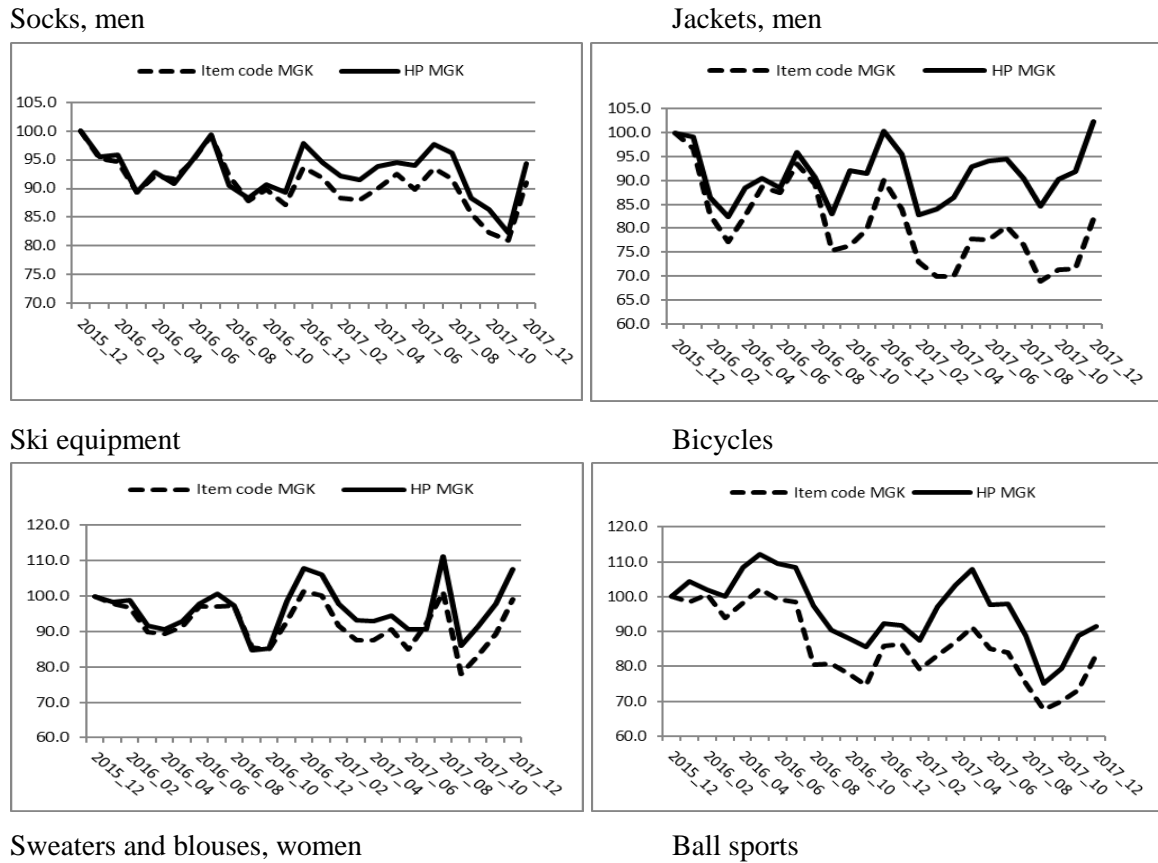 Socks, men
Jackets, men
Item code MGK HP MGK
105.0
100.0
95.0
90.0
85.0
80.0
75.0
70.0
2015_12 2016_02 2016_04 2016_06 2016_08 2016_10 2016_12 2017_02 2017_04 2017_06 2017_08 2017_10 2017_12
Item code MGK HP MGK
105.0
100.0
95.0
90.0
85.0
80.0
75.0
70.0
65.0
60.0
2015_12 2016_02 2016_04 2016_06 2016_08 2016_10 2016_12 2017_02 2017_04 2017_06 2017_08 2017_10 2017_12
Ski equipment
Bicycles
Item code MGK HP MGK
120.0
110.0
100.0
90.0
80.0
70.0
60.0
2015_12 2016_02 2016_04 2016_06 2016_08 2016_10 2016_12 2017_02 2017_04 2017_06 2017_08 2017_10 2017_12
Item code MGK HP MGK
120.0
110.0
100.0
90.0
80.0
70.0
60.0
2015_12 2016_02 2016_04 2016_06 2016_08 2016_10 2016_12 2017_02 2017_04 2017_06 2017_08 2017_10 2017_12
Sweaters and blouses, women
Ball sports